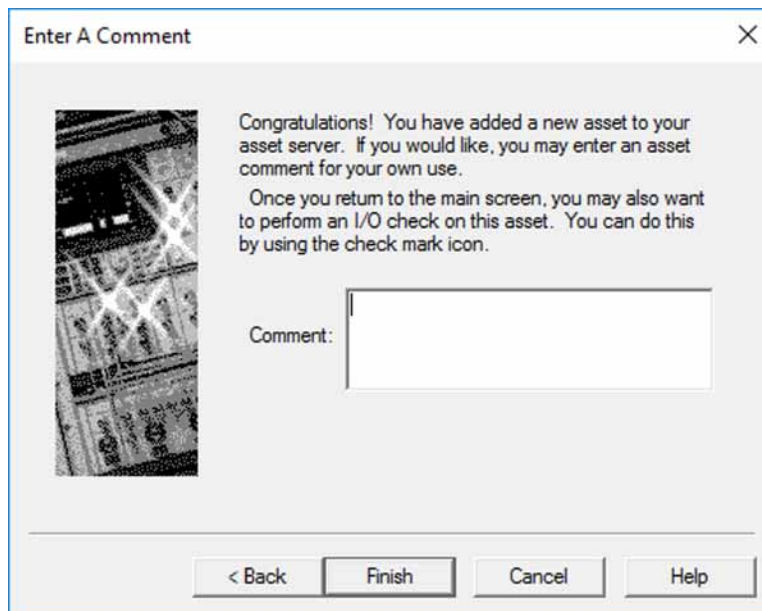 Enter A Comment
Congratulations!  You have added a new asset to your
asset server.  If you would like, you may enter an asset
comment for your own use.
Once you return to the main screen, you may also want
to perform an I/O check on this asset.  You can do this
by using the check mark icon.
Comment:
< Back
Finish
Cancel
Help